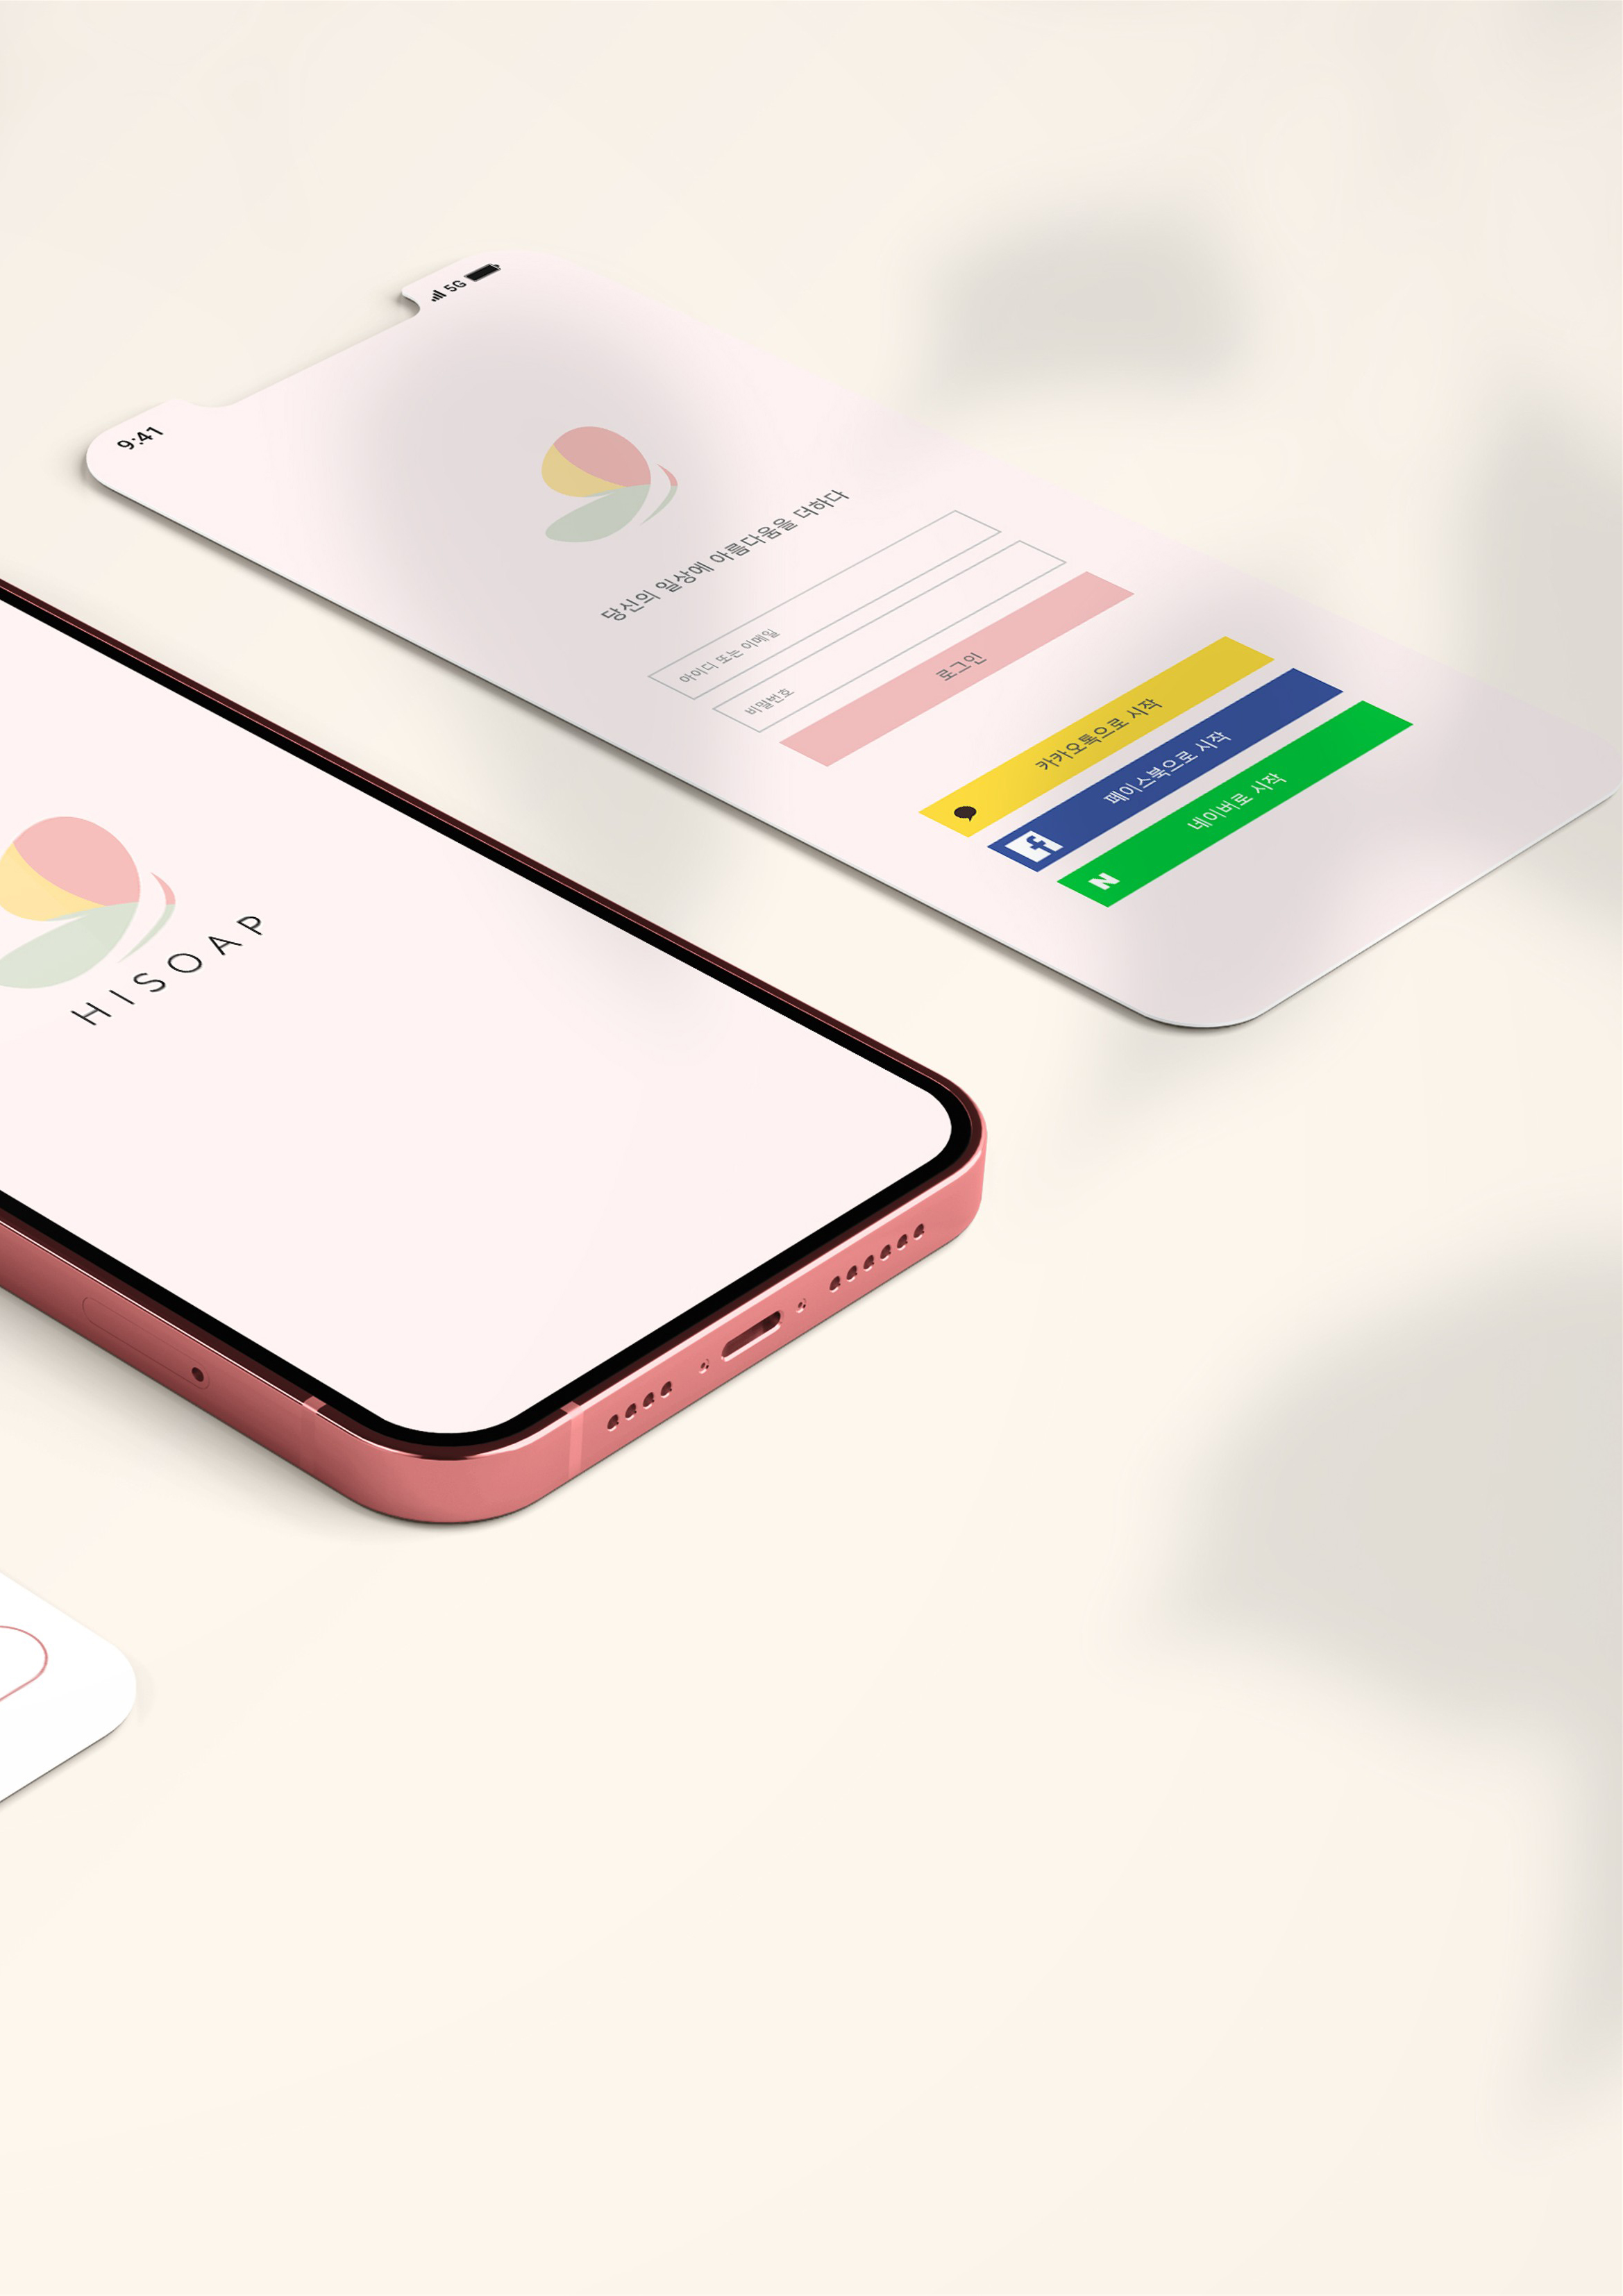 9:41
5G
당신의 일상에 아름다움을 더하다
아이디 또는 이메일
비밀번호
로그인
카카오톡으로 시작
페이스북으로 시작
N 네이버로 시작
HISOAP